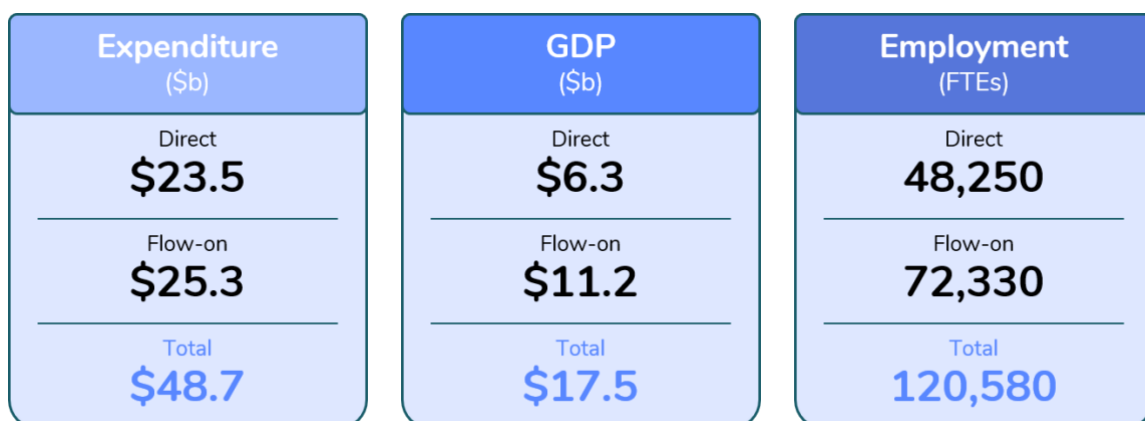 Expenditure
($b)
Direct
$23.5
Flow-on
$25.3
Total
$48.7
GDP
($b)
Direct
$6.3
Flow-on
$11.2
Total
$17.5
Employment
(FTEs)
Direct
48,250
Flow-on
72,330
Total
120,580